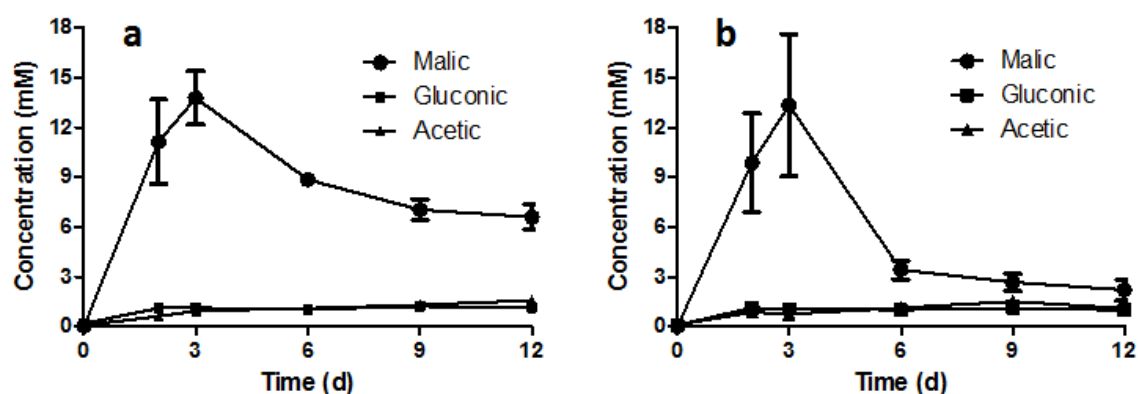 a
Concentration (mM)
18
15
12
9
6
3
0
Malic
Gluconic
Acetic
0 3 6 9 12
Time (d)
b
Concentration (mM)
18
15
12
9
6
3
0
Malic
Gluconic
Acetic
0 3 6 9 12
Time (d)